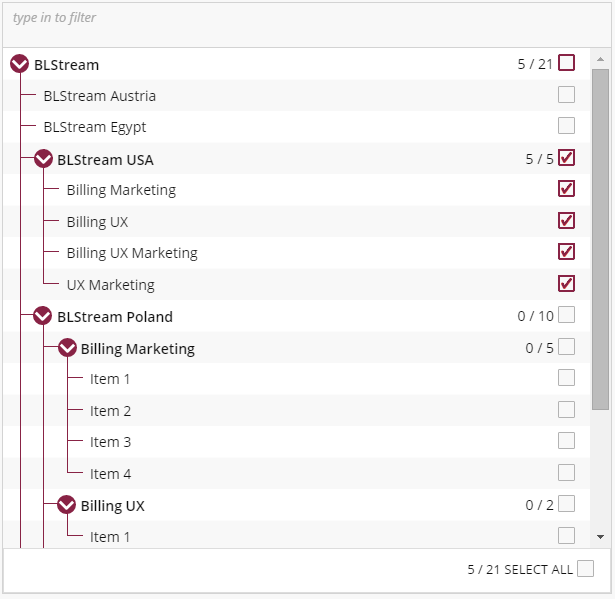 type in to filter
BLStream 5 / 21
BLStream Austria
BLStream Egypt
BLStream USA 5 / 5
Billing Marketing
Billing UX
Billing UX Marketing
UX Marketing
BLStream Poland 0 / 10
Billing Marketing 0 / 5
Item 1
Item 2
Item 3
Item 4
Billing UX 0 / 2
Item 1
5 / 21 SELECT ALL